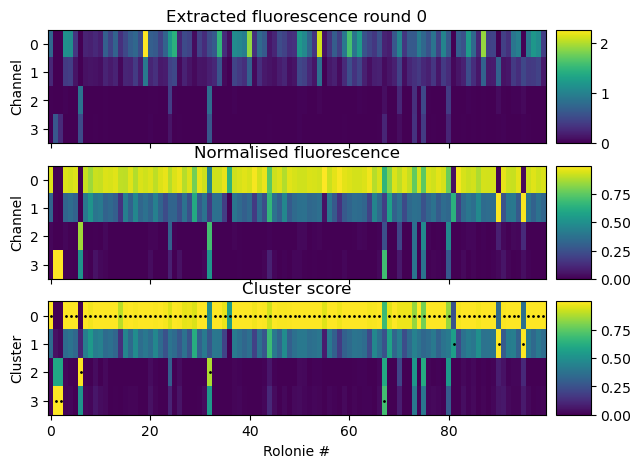 Extracted fluorescence round 0
Channel
0
1
2
3
2
1
0
Normalised fluorescence
Channel
0
1
2
3
0.75
0.50
0.25
0.00
Cluster score
Cluster
0
1
2
3
0.75
0.50
0.25
0.00
0 20 40 60 80
Rolonie #